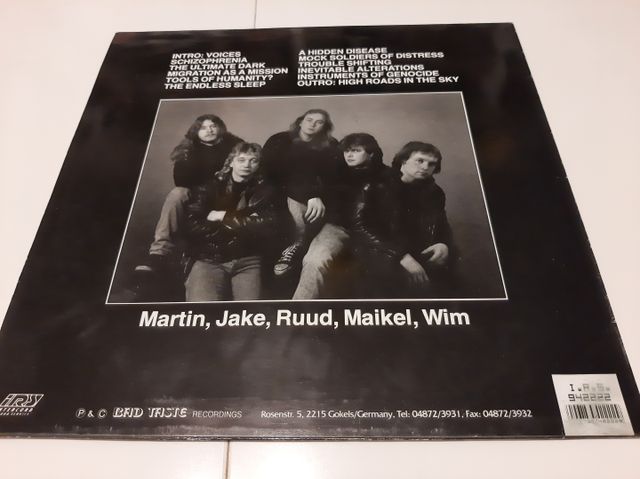 INTRO: VOICES
SCHIZOPHRENIA
THE ULTIMATE DARK
MIGRATION AS A MISSION
TOOLS OF HUMANITY?
THE ENDLESS SLEEP
A HIDDEN DISEASE
MOCK SOLDIERS OF DISTRESS
TROUBLE SHIFTING
INEVITABLE ALTERATIONS
INSTRUMENTS OF GENOCIDE
OUTRO: HIGH ROADS IN THE SKY
Martin, Jake, Ruud, Maikel, Wim
IRS
P & C BAD TASTE RECORDINGS
Rosenstr. 5, 2215 Gokels/Germany, Tel: 04872/3931, Fax: 04872/3932
I.R.S.
942222